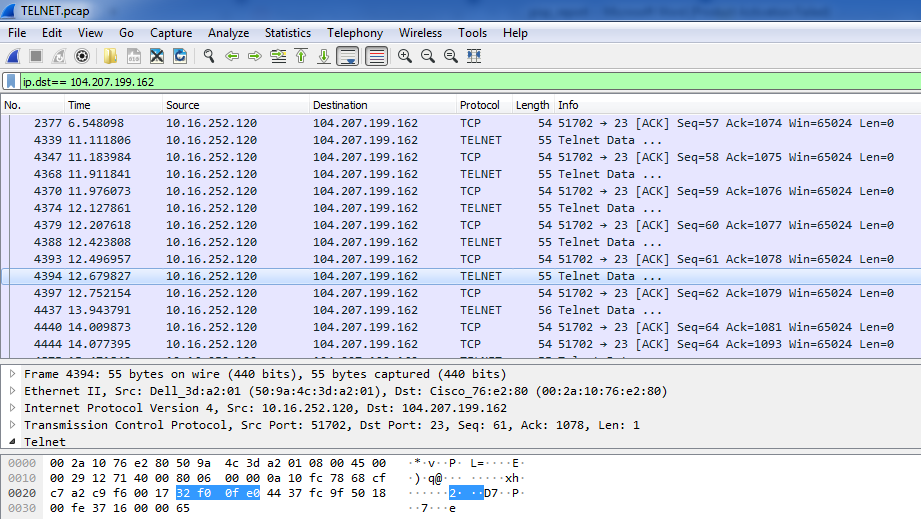 TELNET.pcap
File Edit View Go Capture Analyze Statistics Telephony Wireless Tools Help
ip.dst== 104.207.199.162
No. Time Source Destination Protocol Length Info
2377 6.548098 10.16.252.120 104.207.199.162 TCP 54 51702 → 23 [ACK] Seq=57 Ack=1074 Win=65024 Len=0
4339 11.111806 10.16.252.120 104.207.199.162 TELNET 55 Telnet Data ...
4347 11.183984 10.16.252.120 104.207.199.162 TCP 54 51702 → 23 [ACK] Seq=58 Ack=1075 Win=65024 Len=0
4368 11.911841 10.16.252.120 104.207.199.162 TELNET 55 Telnet Data ...
4370 11.976073 10.16.252.120 104.207.199.162 TCP 54 51702 → 23 [ACK] Seq=59 Ack=1076 Win=65024 Len=0
4374 12.127861 10.16.252.120 104.207.199.162 TELNET 55 Telnet Data ...
4379 12.207618 10.16.252.120 104.207.199.162 TCP 54 51702 → 23 [ACK] Seq=60 Ack=1077 Win=65024 Len=0
4388 12.423808 10.16.252.120 104.207.199.162 TELNET 55 Telnet Data ...
4393 12.496957 10.16.252.120 104.207.199.162 TCP 54 51702 → 23 [ACK] Seq=61 Ack=1078 Win=65024 Len=0
4394 12.679827 10.16.252.120 104.207.199.162 TELNET 55 Telnet Data ...
4397 12.752154 10.16.252.120 104.207.199.162 TCP 54 51702 → 23 [ACK] Seq=62 Ack=1079 Win=65024 Len=0
4437 13.943791 10.16.252.120 104.207.199.162 TELNET 56 Telnet Data ...
4440 14.009873 10.16.252.120 104.207.199.162 TCP 54 51702 → 23 [ACK] Seq=64 Ack=1081 Win=65024 Len=0
4444 14.077395 10.16.252.120 104.207.199.162 TCP 54 51702 → 23 [ACK] Seq=64 Ack=1093 Win=65024 Len=0
Frame 4394: 55 bytes on wire (440 bits), 55 bytes captured (440 bits)
Ethernet II, Src: Dell_3d:a2:01 (50:9a:4c:3d:a2:01), Dst: Cisco_76:e2:80 (00:2a:10:76:e2:80)
Internet Protocol Version 4, Src: 10.16.252.120, Dst: 104.207.199.162
Transmission Control Protocol, Src Port: 51702, Dst Port: 23, Seq: 61, Ack: 1078, Len: 1
Telnet
0000 00 2a 10 76 e2 80 50 9a 4c 3d a2 01 08 00 45 00 ·*·v··P· L=····E·
0010 00 29 12 71 40 00 80 06 00 00 0a 10 fc 78 68 cf ·)·q@··· ·····xh·
0020 c7 a2 c9 f6 00 17 32 f0 0f e0 44 37 fc 9f 50 18 ······2· ··D7··P·
0030 00 fe 37 16 00 00 65 ··7···e